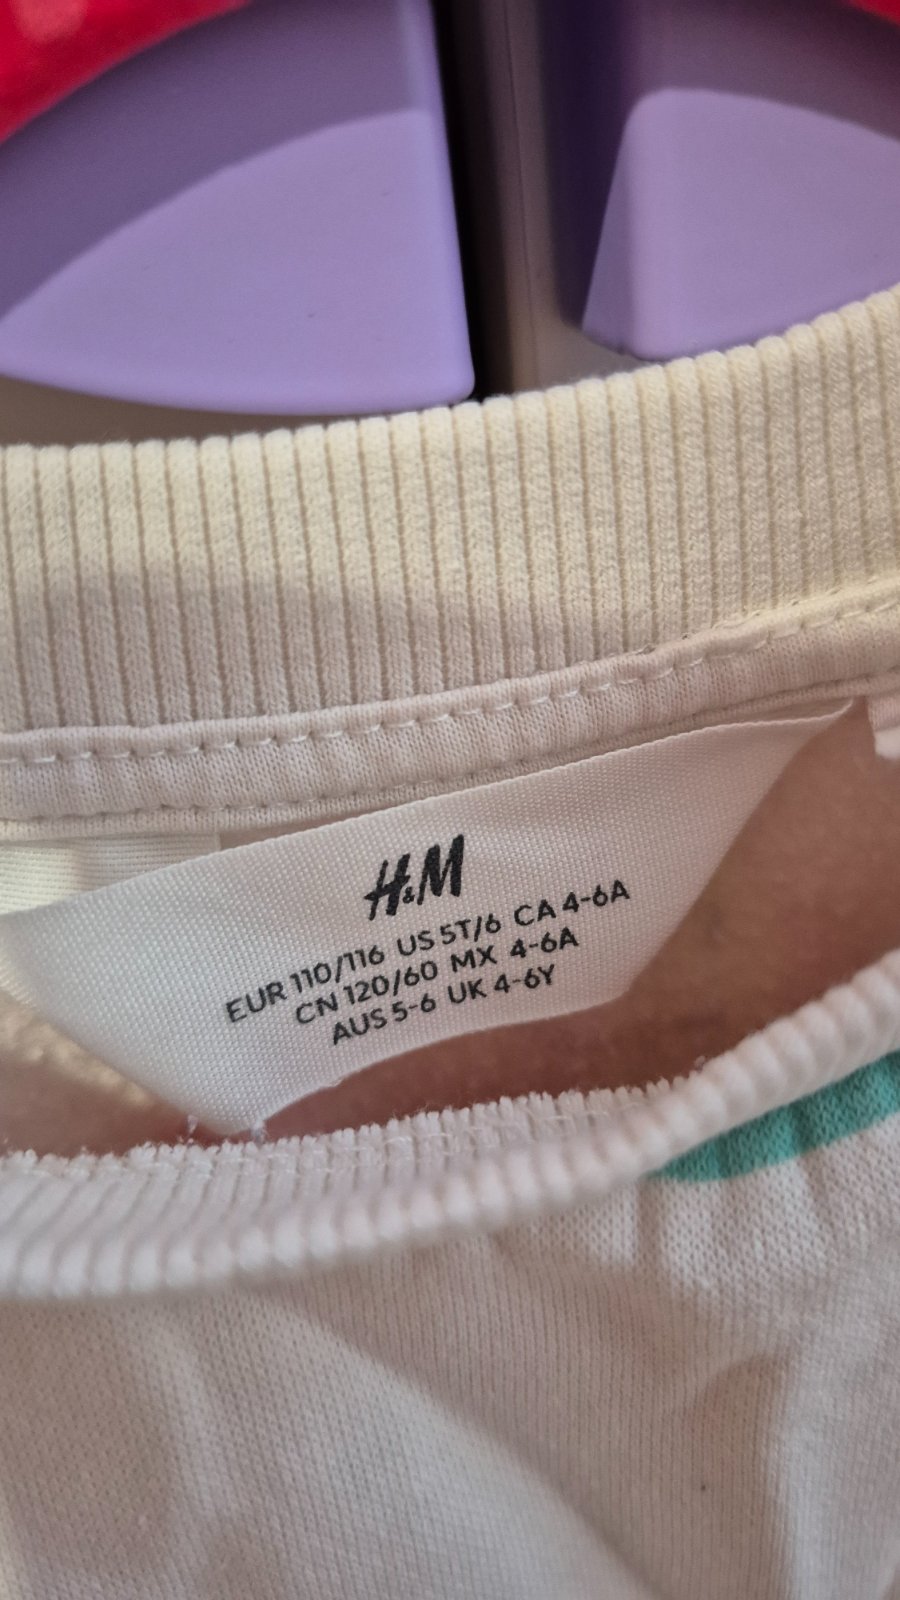 H&M
EUR 110/116 US 5T/6 CA 4-6A
CN 120/60 MX 4-6A
AUS 5-6 UK 4-6Y